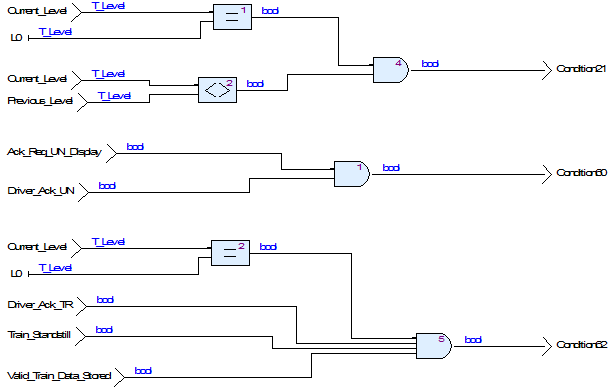 Current_Level T_Level = 1 bool
L0 T_Level
4 bool Condition21
Current_Level T_Level
<> 2 bool
Previous_Level T_Level
Ack_Req_UN_Display bool
1 bool Condition60
Driver_Ack_UN bool
Current_Level T_Level = 2 bool
L0 T_Level
Driver_Ack_TR bool
Train_Standstill bool 5 bool Condition62
Valid_Train_Data_Stored bool